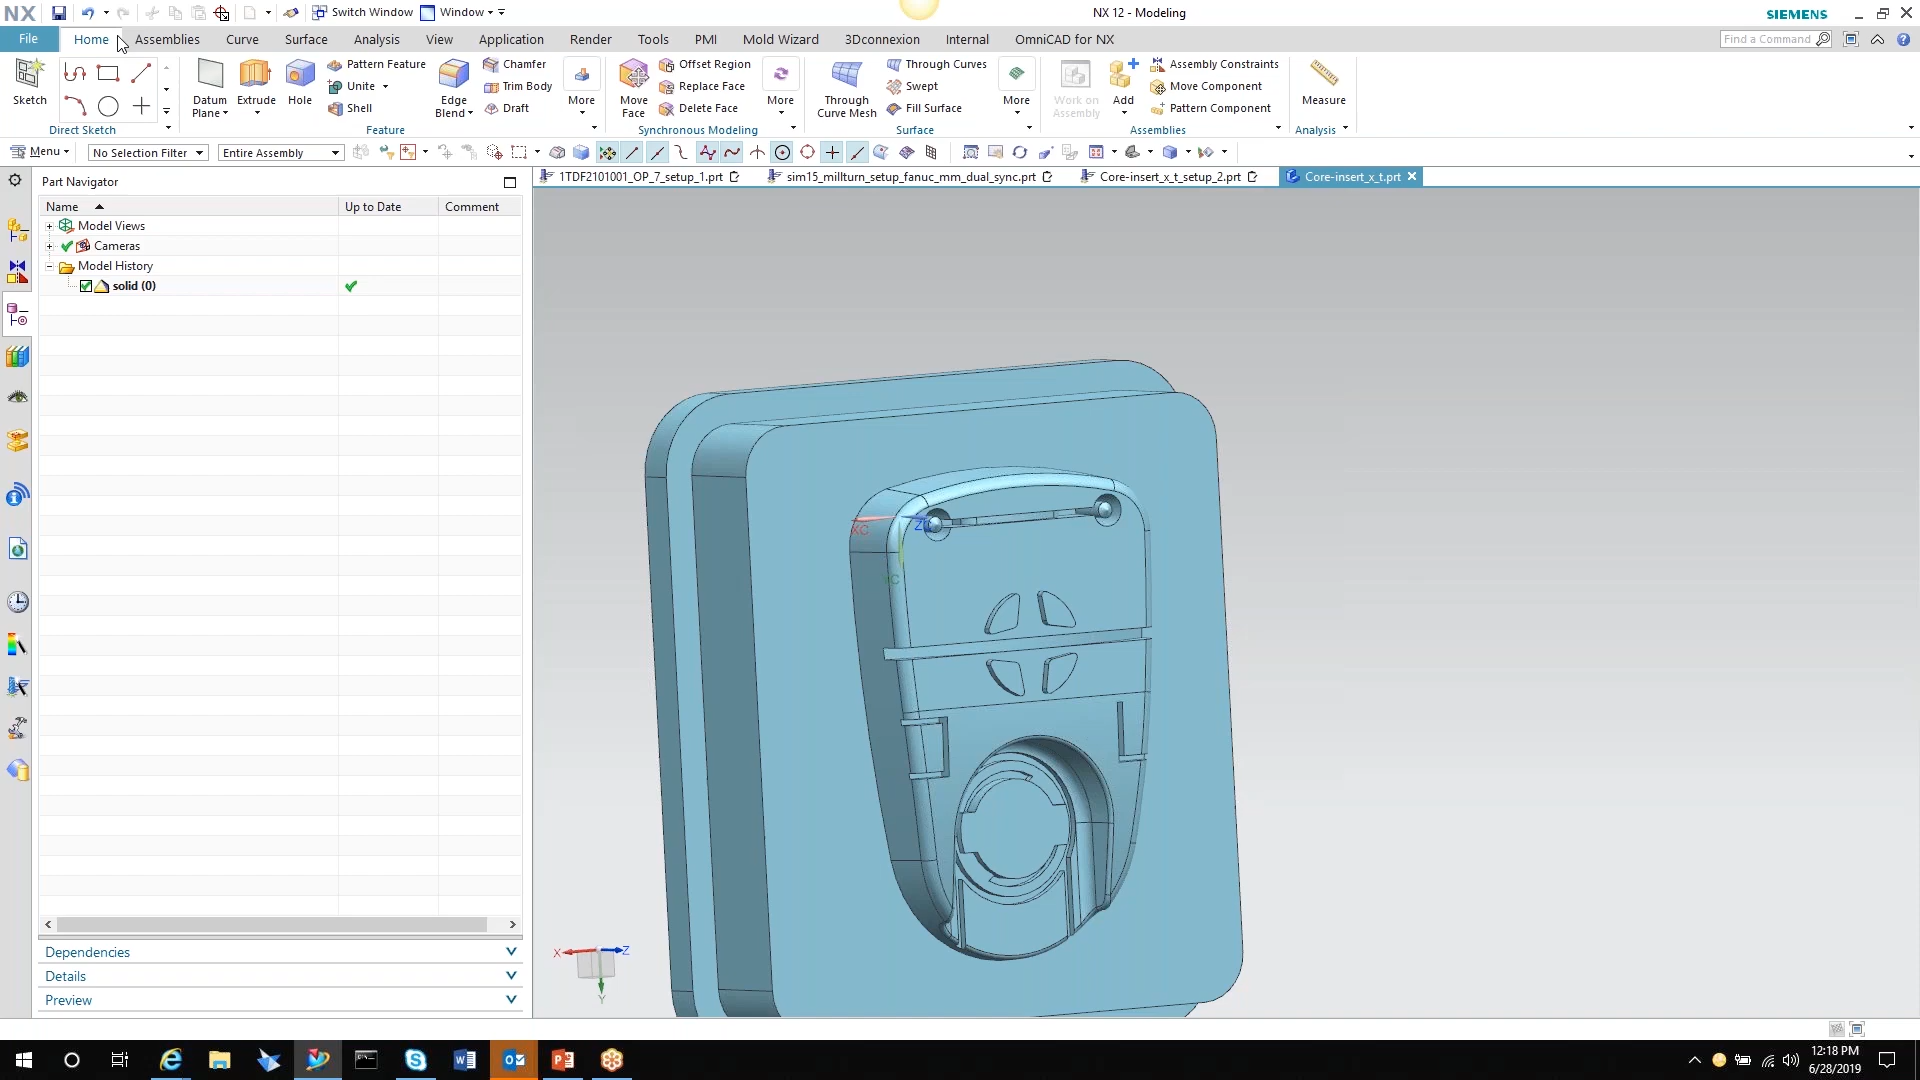 NX Switch Window Window NX 12 - Modeling SIEMENS
File Home Assemblies Curve Surface Analysis View Application Render Tools PMI Mold Wizard 3Dconnexion Internal OmniCAD for NX Find a Command
Pattern Feature Chamfer Offset Region Through Curves Assembly Constraints
Unite Trim Body Replace Face Swept Move Component
Sketch Datum Plane Extrude Hole Shell Edge Blend Draft More Move Face Delete Face More Through Curve Mesh Fill Surface More Work on Assembly Add Pattern Component Measure
Direct Sketch Feature Synchronous Modeling Surface Assemblies Analysis
Menu No Selection Filter Entire Assembly
Part Navigator 1TDF2101001_OP_7_setup_1.prt sim15_millturn_setup_fanuc_mm_dual_sync.prt Core-insert_x_t_setup_2.prt Core-insert_x_t.prt
Name Up to Date Comment
Model Views
Cameras
Model History
solid (0)
XC ZC
YC
X Z
Y
Dependencies
Details
Preview
12:18 PM
6/28/2019